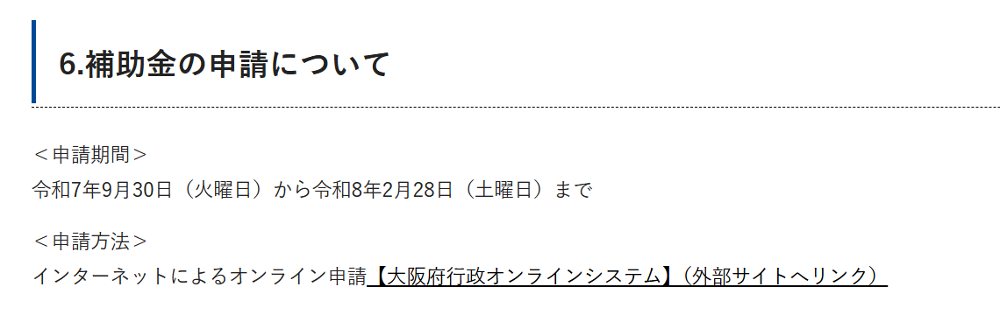 6.補助金の申請について
＜申請期間＞
令和7年9月30日（火曜日）から令和8年2月28日（土曜日）まで
＜申請方法＞
インターネットによるオンライン申請【大阪府行政オンラインシステム】（外部サイトへリンク）